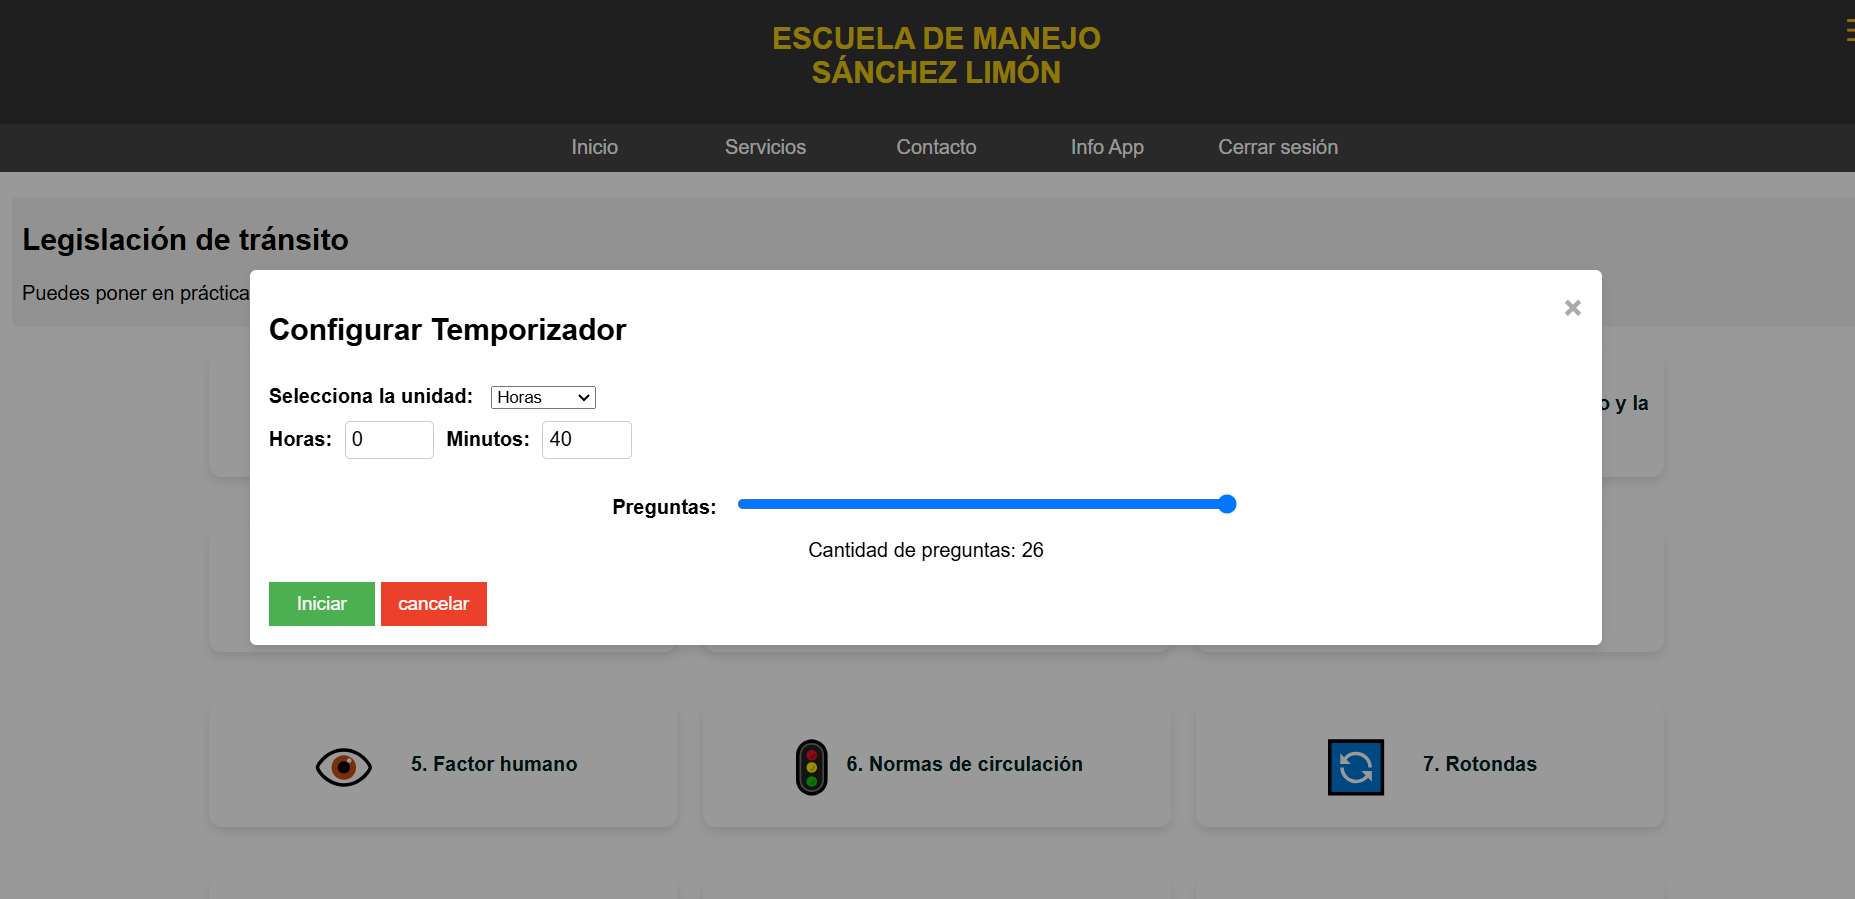 ESCUELA DE MANEJO
SÁNCHEZ LIMÓN
Inicio Servicios Contacto Info App Cerrar sesión
Legislación de tránsito
Puedes poner en práctica
Configurar Temporizador
×
o y la
Selecciona la unidad: Horas
Horas: 0 Minutos: 40
Preguntas:
Cantidad de preguntas: 26
Iniciar cancelar
5. Factor humano
6. Normas de circulación
7. Rotondas